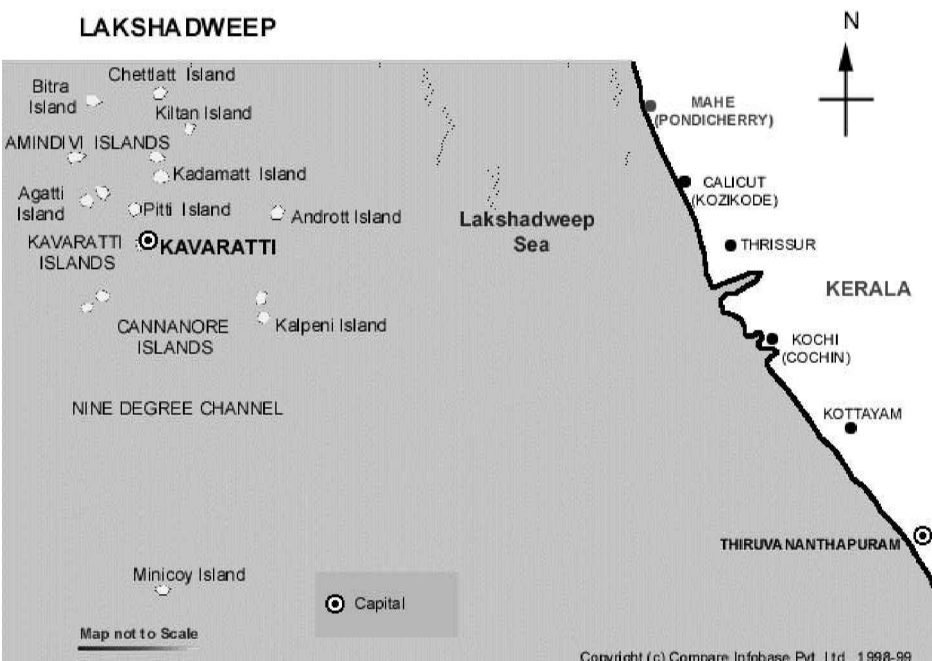 LAKSHADWEEP
N
Chettlatt Island
Bitra
Island
Kiltan Island
AMINDIVI ISLANDS
Kadamatt Island
Agatti
Island
Pitti Island
Andrott Island
KAVARATTI
ISLANDS
KAVARATTI
Lakshadweep
Sea
CANNANORE
ISLANDS
Kalpeni Island
NINE DEGREE CHANNEL
Minicoy Island
MAHE
(PONDICHERRY)
CALICUT
(KOZIKODE)
THRISSUR
KERALA
KOCHI
(COCHIN)
KOTTAYAM
THIRUVANANTHAPURAM
Capital
Map not to Scale
Copyright (c) Compare Infobase Pvt. Ltd. 1998-99